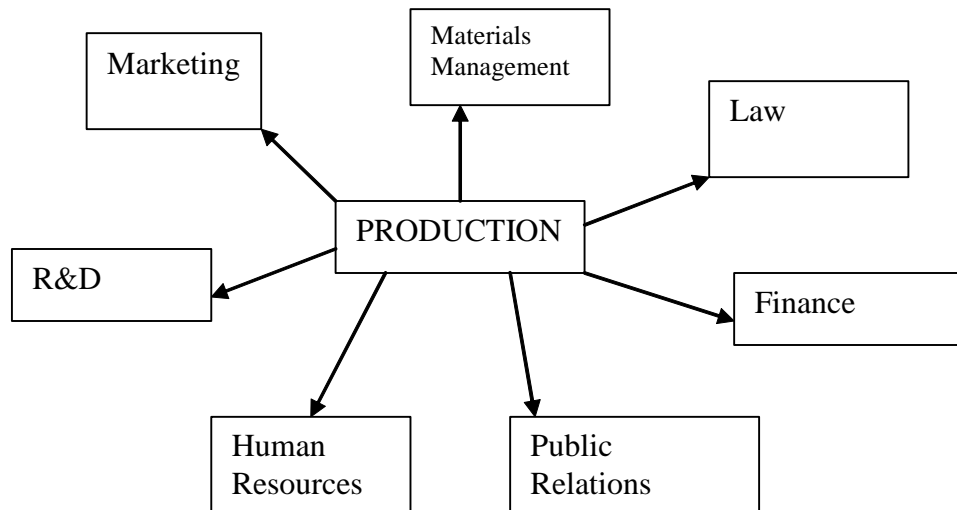 Materials
Management
Marketing
Law
PRODUCTION
R&D
Finance
Human
Resources
Public
Relations